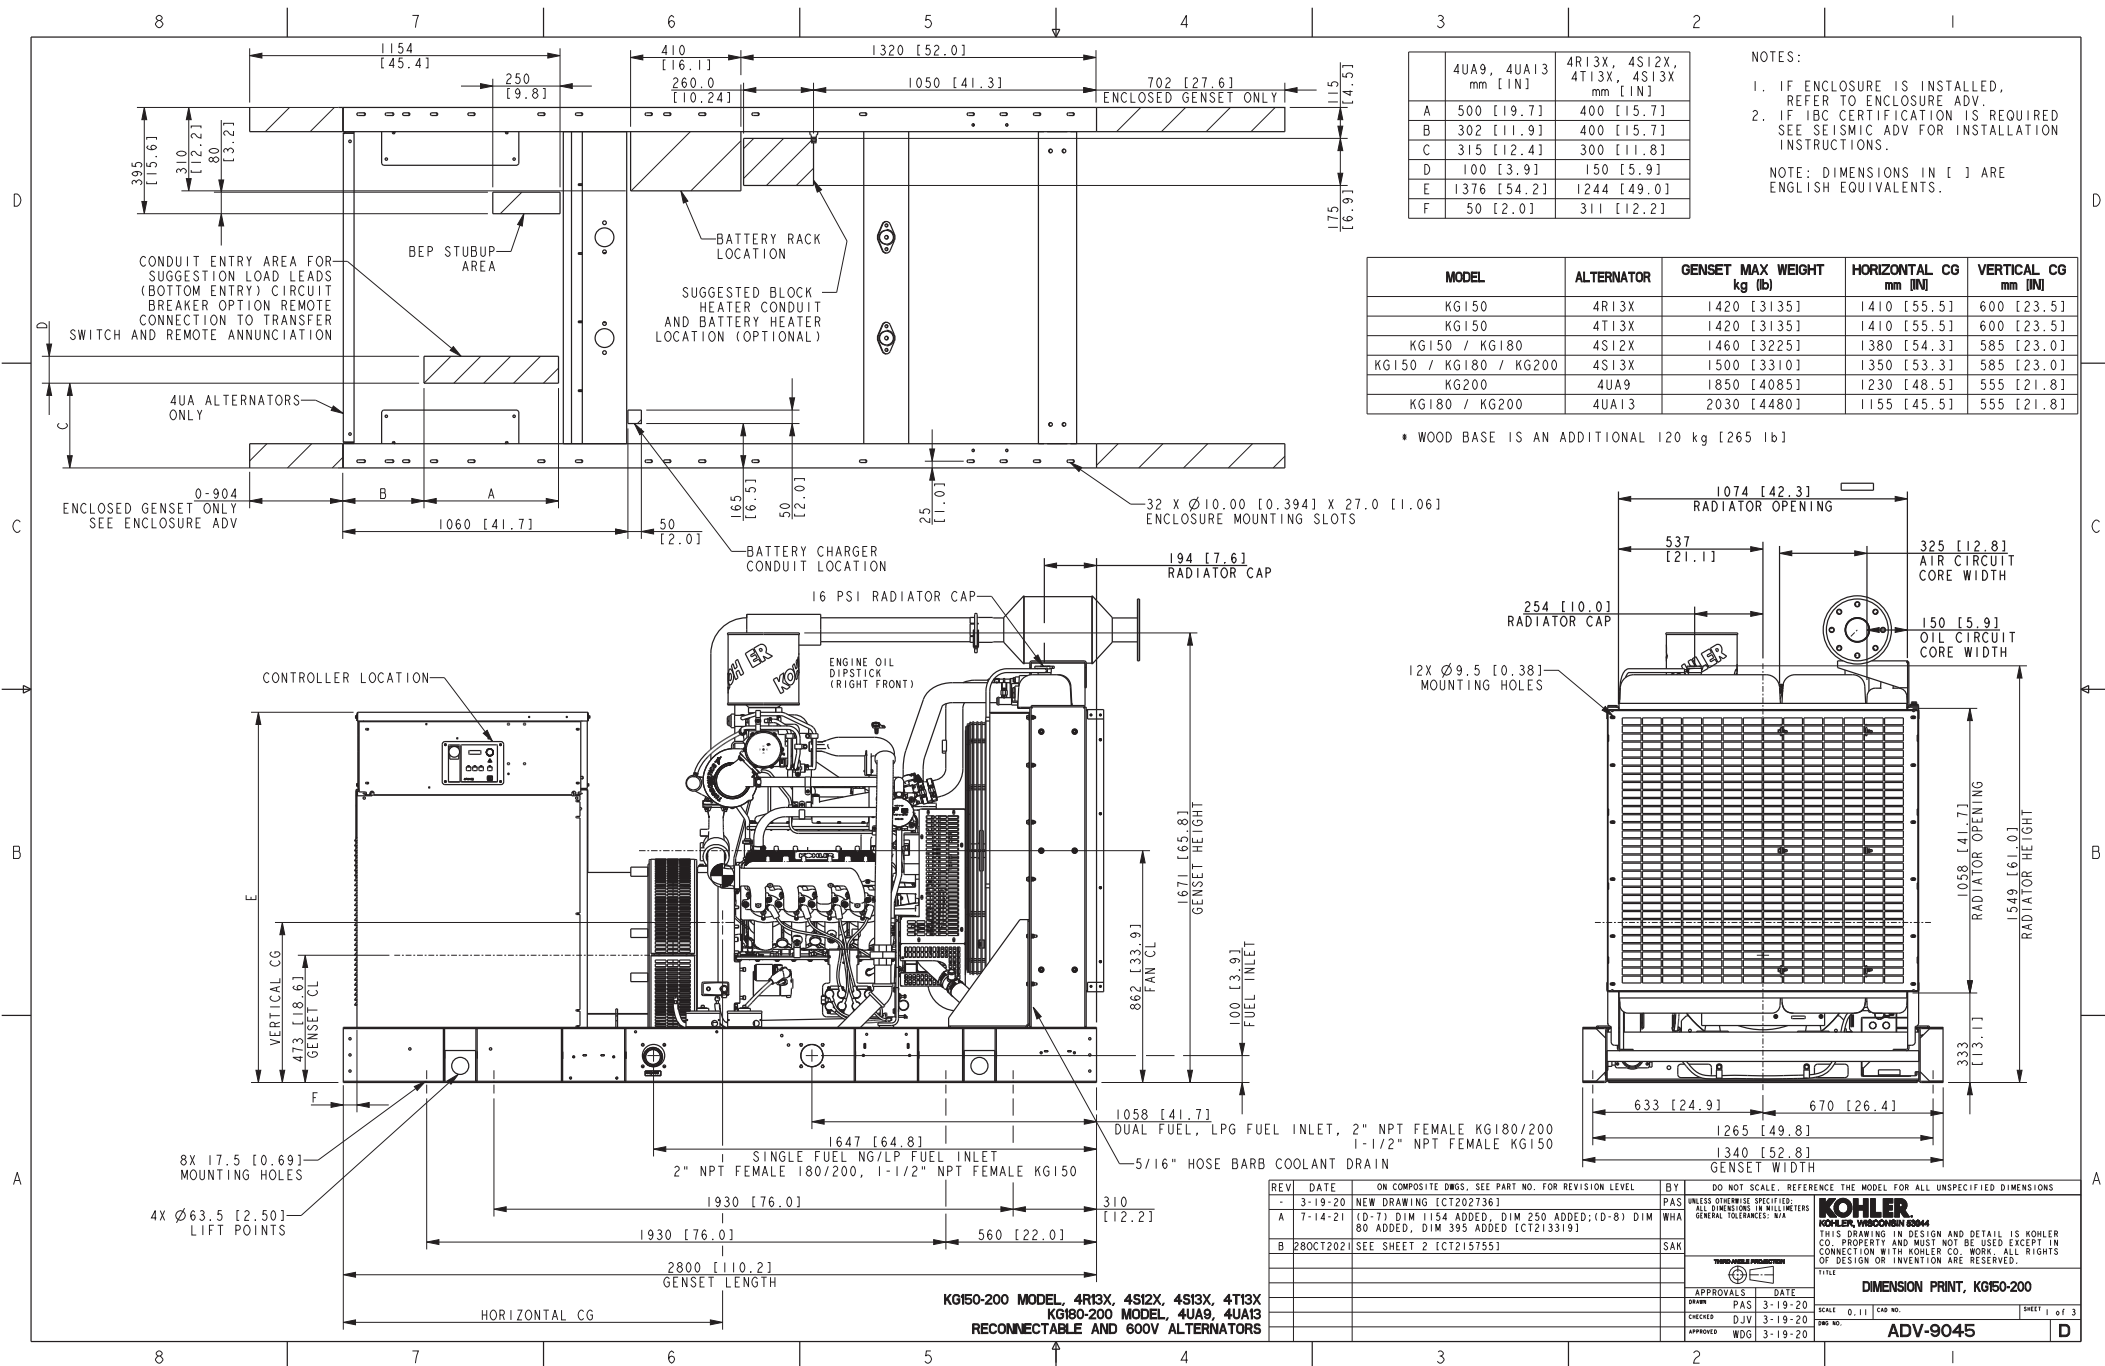 8 7 6 5 4 3 2 1
1154
[45.4]
250
[9.8]
410
[16.1]
1320 [52.0]
260.0
[10.24]
1050 [41.3]
702 [27.6]
ENCLOSED GENSET ONLY
115
[4.5]
395
[15.6]
310
[12.2]
80
[3.2]
175
[6.9]
BEP STUBUP
AREA
BATTERY RACK
LOCATION
CONDUIT ENTRY AREA FOR
SUGGESTION LOAD LEADS
(BOTTOM ENTRY) CIRCUIT
BREAKER OPTION REMOTE
CONNECTION TO TRANSFER
SWITCH AND REMOTE ANNUNCIATION
SUGGESTED BLOCK
HEATER CONDUIT
AND BATTERY HEATER
LOCATION (OPTIONAL)
D
C
4UA ALTERNATORS
ONLY
0-904
ENCLOSED GENSET ONLY
SEE ENCLOSURE ADV
B
A
1060 [41.7]
50
[2.0]
165
[6.5]
50
[2.0]
25
[1.0]
BATTERY CHARGER
CONDUIT LOCATION
32 X Ø10.00 [0.394] X 27.0 [1.06]
ENCLOSURE MOUNTING SLOTS
4UA9, 4UA13 mm [IN] 4R13X, 4S12X, 4T13X, 4S13X mm [IN]
A 500 [19.7] 400 [15.7]
B 302 [11.9] 400 [15.7]
C 315 [12.4] 300 [11.8]
D 100 [3.9] 150 [5.9]
E 1376 [54.2] 1244 [49.0]
F 50 [2.0] 311 [12.2]
NOTES:
1. IF ENCLOSURE IS INSTALLED,
REFER TO ENCLOSURE ADV.
2. IF IBC CERTIFICATION IS REQUIRED
SEE SEISMIC ADV FOR INSTALLATION
INSTRUCTIONS.
NOTE: DIMENSIONS IN [ ] ARE
ENGLISH EQUIVALENTS.
MODEL ALTERNATOR GENSET MAX WEIGHT kg (lb) HORIZONTAL CG mm [IN] VERTICAL CG mm [IN]
KG150 4R13X 1420 [3135] 1410 [55.5] 600 [23.5]
KG150 4T13X 1420 [3135] 1410 [55.5] 600 [23.5]
KG150 / KG180 4S12X 1460 [3225] 1380 [54.3] 585 [23.0]
KG150 / KG180 / KG200 4S13X 1500 [3310] 1350 [53.3] 585 [23.0]
KG200 4UA9 1850 [4085] 1230 [48.5] 555 [21.8]
KG180 / KG200 4UA13 2030 [4480] 1155 [45.5] 555 [21.8]
* WOOD BASE IS AN ADDITIONAL 120 kg [265 lb]
D D
C C
B B
A A
194 [7.6]
RADIATOR CAP
16 PSI RADIATOR CAP
CONTROLLER LOCATION
ENGINE OIL
DIPSTICK
(RIGHT FRONT)
KOHLER
E
VERTICAL CG
473 [18.6]
GENSET CL
1671 [65.8]
GENSET HEIGHT
862 [33.9]
FAN CL
100 [3.9]
FUEL INLET
F
8X 17.5 [0.69]
MOUNTING HOLES
4X Ø63.5 [2.50]
LIFT POINTS
1058 [41.7]
DUAL FUEL, LPG FUEL INLET, 2" NPT FEMALE KG180/200
1-1/2" NPT FEMALE KG150
1647 [64.8]
SINGLE FUEL NG/LP FUEL INLET
2" NPT FEMALE 180/200, 1-1/2" NPT FEMALE KG150
5/16" HOSE BARB COOLANT DRAIN
1930 [76.0]
310
[12.2]
1930 [76.0]
560 [22.0]
2800 [110.2]
GENSET LENGTH
HORIZONTAL CG
1074 [42.3]
RADIATOR OPENING
537
[21.1]
325 [12.8]
AIR CIRCUIT
CORE WIDTH
254 [10.0]
RADIATOR CAP
150 [5.9]
OIL CIRCUIT
CORE WIDTH
12X Ø9.5 [0.38]
MOUNTING HOLES
1058 [41.7]
RADIATOR OPENING
1549 [61.0]
RADIATOR HEIGHT
333
[13.1]
633 [24.9]
670 [26.4]
1265 [49.8]
1340 [52.8]
GENSET WIDTH
KG150-200 MODEL, 4R13X, 4S12X, 4S13X, 4T13X
KG180-200 MODEL, 4UA9, 4UA13
RECONNECTABLE AND 600V ALTERNATORS
REV DATE ON COMPOSITE DWGS, SEE PART NO. FOR REVISION LEVEL BY
- 3-19-20 NEW DRAWING [CT202736] PAS
A 7-14-21 (D-7) DIM 1154 ADDED, DIM 250 ADDED;(D-8) DIM 80 ADDED, DIM 395 ADDED [CT213319] WHA
B 28OCT2021 SEE SHEET 2 [CT215755] SAK
DO NOT SCALE, REFERENCE THE MODEL FOR ALL UNSPECIFIED DIMENSIONS
UNLESS OTHERWISE SPECIFIED:
ALL DIMENSIONS IN MILLIMETERS
GENERAL TOLERANCES: N/A
THIRD ANGLE PROJECTION
KOHLER.
KOHLER, WISCONSIN 53044
THIS DRAWING IN DESIGN AND DETAIL IS KOHLER
CO. PROPERTY AND MUST NOT BE USED EXCEPT IN
CONNECTION WITH KOHLER CO. WORK. ALL RIGHTS
OF DESIGN OR INVENTION ARE RESERVED.
TITLE
DIMENSION PRINT, KG150-200
APPROVALS DATE
DRAWN PAS 3-19-20
CHECKED DJV 3-19-20
APPROVED WDG 3-19-20
SCALE 0.11 CAD NO. SHEET 1 of 3
DWG NO. ADV-9045 D
8 7 6 5 4 3 2 1